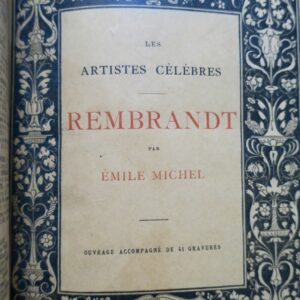 LES
ARTISTES CÉLÈBRES
REMBRANDT
PAR
ÉMILE MICHEL
OUVRAGE ACCOMPAGNÉ DE 41 GRAVURES